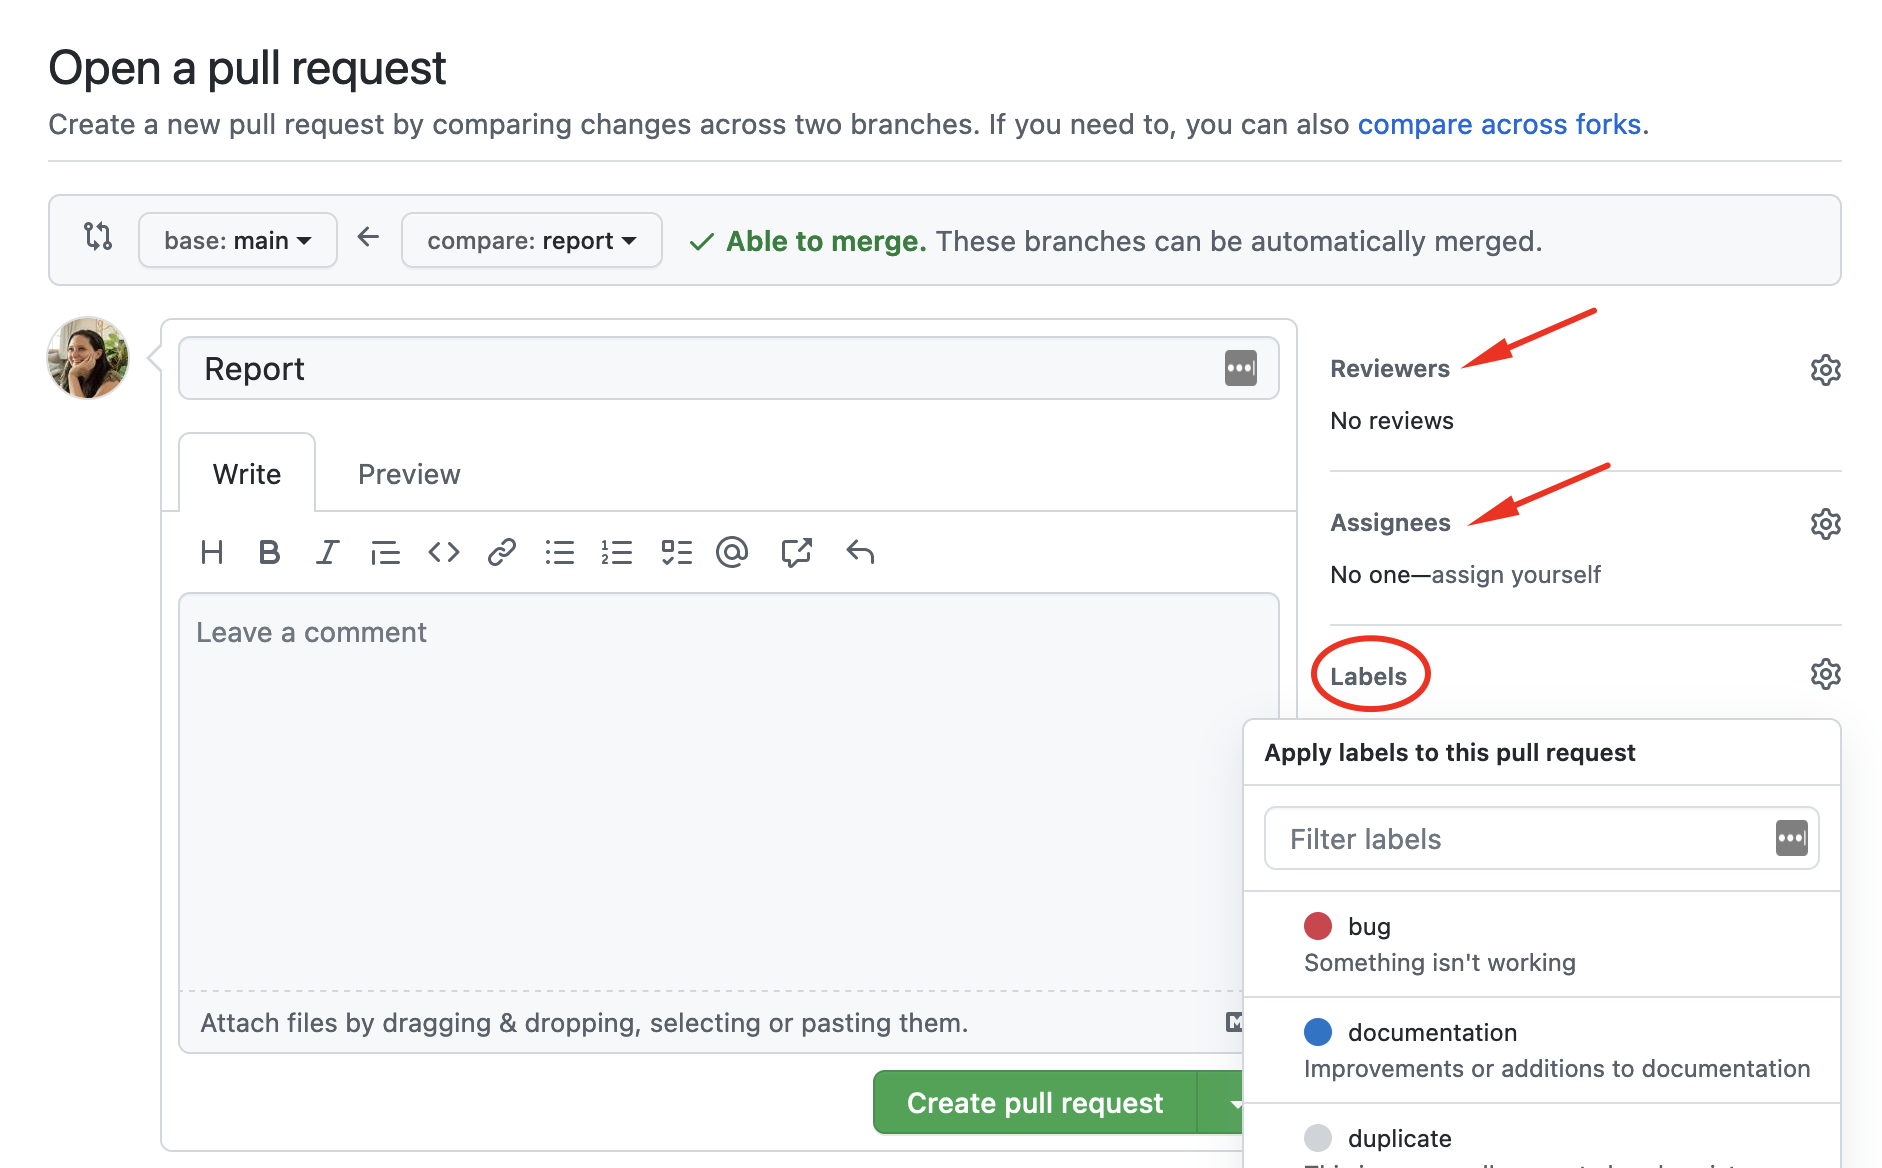 Open a pull request
Create a new pull request by comparing changes across two branches. If you need to, you can also compare across forks.
base: main
compare: report
Able to merge. These branches can be automatically merged.
Report
Write
Preview
Leave a comment
Attach files by dragging & dropping, selecting or pasting them.
Create pull request
Reviewers
No reviews
Assignees
No one—assign yourself
Labels
Apply labels to this pull request
Filter labels
bug
Something isn't working
documentation
Improvements or additions to documentation
duplicate